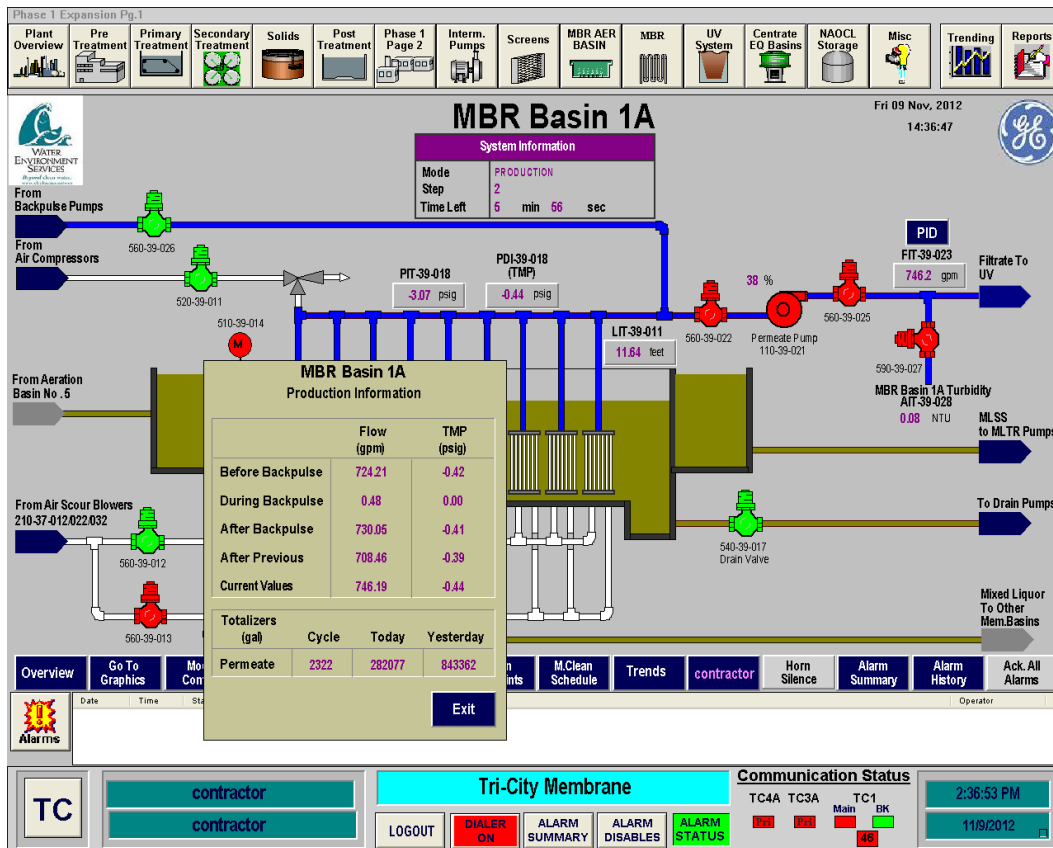 Phase 1 Expansion Pg.1
Plant Overview
Pre Treatment
Primary Treatment
Secondary Treatment
Solids
Post Treatment
Phase 1 Page 2
Interm. Pumps
Screens
MBR AER BASIN
MBR
UV System
Centrate EQ Basins
NAOCL Storage
Misc
Trending
Reports
WATER
ENVIRONMENT
SERVICES
MBR Basin 1A
Fri 09 Nov, 2012
14:36:47
System Information
Mode PRODUCTION
Step 2
Time Left 5 min 56 sec
From
Backpulse Pumps
560-39-026
From
Air Compressors
520-39-011
PIT-39-018
-3.07 psig
PDI-39-018
(TMP)
-0.44 psig
510-39-014
M
LIT-39-011
11.64 feet
560-39-022
38 %
Permeate Pump
110-39-021
560-39-025
PID
FIT-39-023
746.2 gpm
Filtrate To
UV
590-39-027
MBR Basin 1A Turbidity
AIT-39-028
0.08 NTU
From Aeration
Basin No .5
MLSS
to MLTR Pumps
From Air Scour Blowers
210-37-012/022/032
560-39-012
560-39-013
To Drain Pumps
540-39-017
Drain Valve
Mixed Liquor
To Other
Mem.Basins
MBR Basin 1A
Production Information
Flow (gpm) TMP (psig)
Before Backpulse 724.21 -0.42
During Backpulse 0.48 0.00
After Backpulse 730.05 -0.41
After Previous 708.46 -0.39
Current Values 746.19 -0.44
Totalizers (gal) Cycle Today Yesterday
Permeate 2322 282077 843362
Exit
Overview
Go To Graphics
M.Clean Schedule
Trends
contractor
Horn Silence
Alarm Summary
Alarm History
Ack. All Alarms
Alarms
Date Time Operator
TC
contractor
contractor
Tri-City Membrane
LOGOUT
DIALER ON
ALARM SUMMARY
ALARM DISABLES
ALARM STATUS
Communication Status
TC4A TC3A TC1
Main BK
Pri Pri
46
2:36:53 PM
11/9/2012